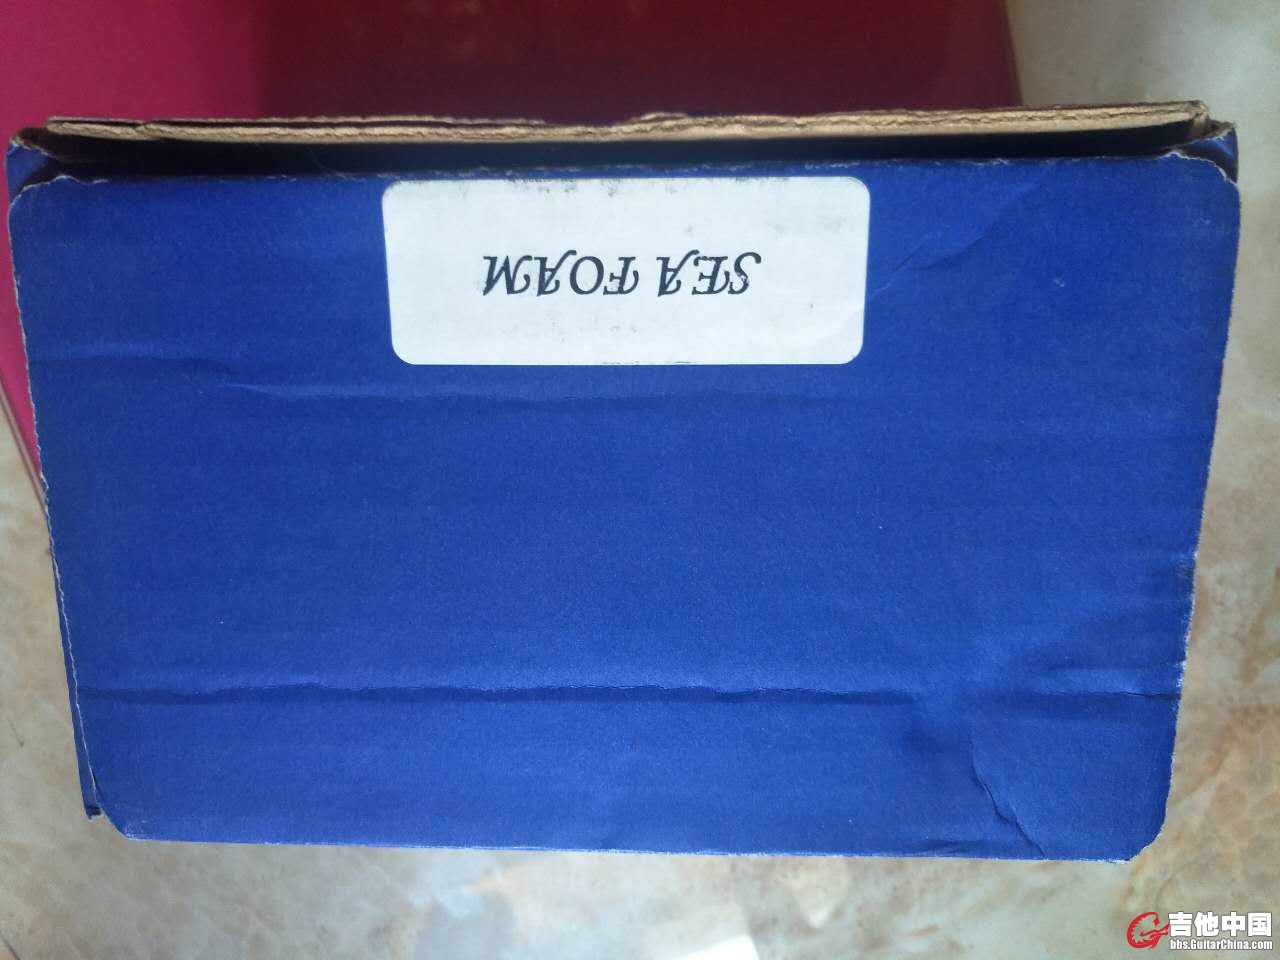 SEA FOAM
吉他中国
bbs.GuitarChina.com